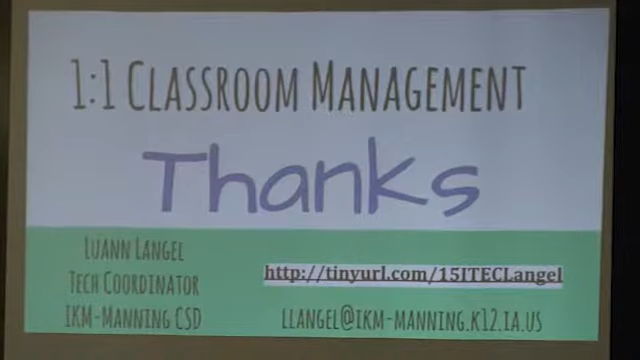 1:1 Classroom Management
Thanks
Luann Langel
Tech Coordinator
IKM-Manning CSD
http://tinyurl.com/15ITECLangel
llangel@ikm-manning.k12.ia.us